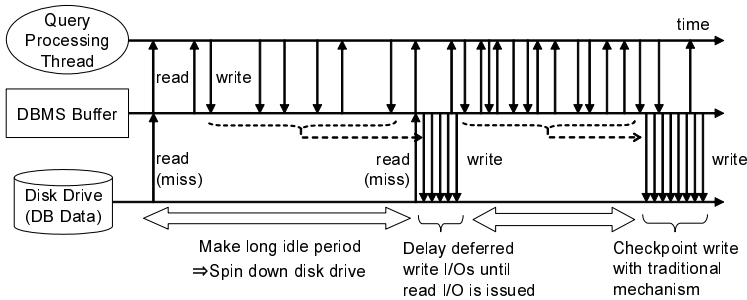 Query
Processing
Thread
time
read
write
DBMS Buffer
read
(miss)
read
(miss)
write
write
Disk Drive
(DB Data)
Make long idle period
⇒Spin down disk drive
Delay deferred
write I/Os until
read I/O is issued
Checkpoint write
with traditional
mechanism